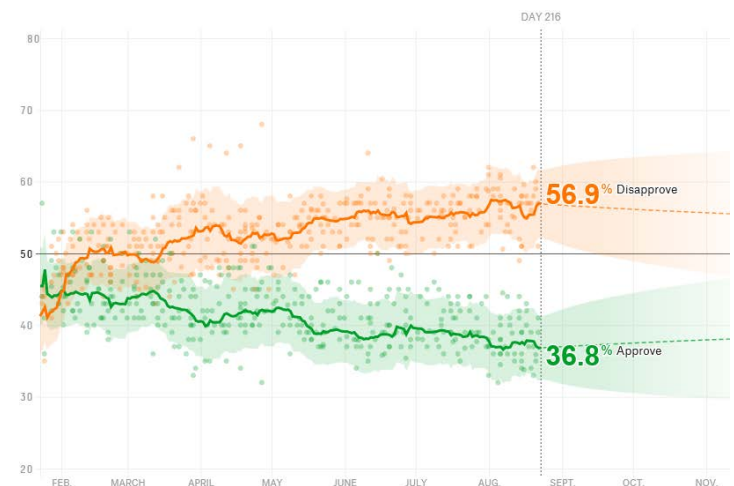 DAY 216
80
70
60
50
40
30
20
56.9% Disapprove
36.8% Approve
FEB. MARCH APRIL MAY JUNE JULY AUG. SEPT. OCT. NOV.